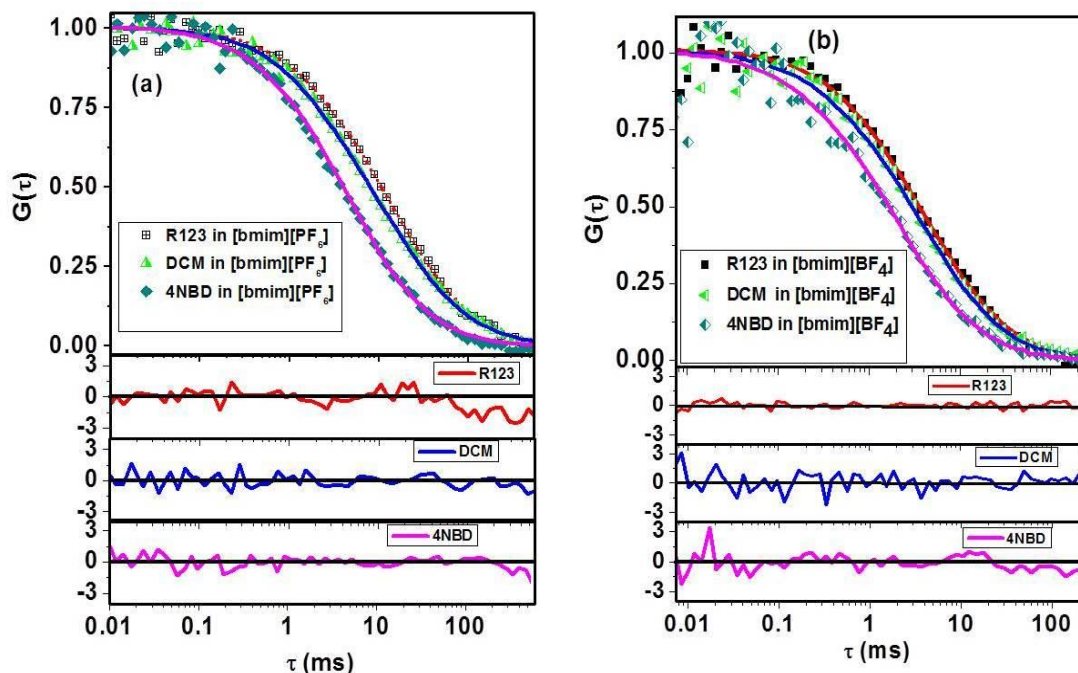 (a)
1.00
0.75
0.50
0.25
0.00
G(τ)
R123 in [bmim][PF6]
DCM in [bmim][PF6]
4NBD in [bmim][PF6]
3
0
-3
R123
3
0
-3
DCM
3
0
-3
4NBD
0.01 0.1 1 10 100
τ (ms)
(b)
1.00
0.75
0.50
0.25
0.00
G(τ)
R123 in [bmim][BF4]
DCM in [bmim][BF4]
4NBD in [bmim][BF4]
3
0
-3
R123
3
0
-3
DCM
3
0
-3
4NBD
0.01 0.1 1 10 100
τ (ms)